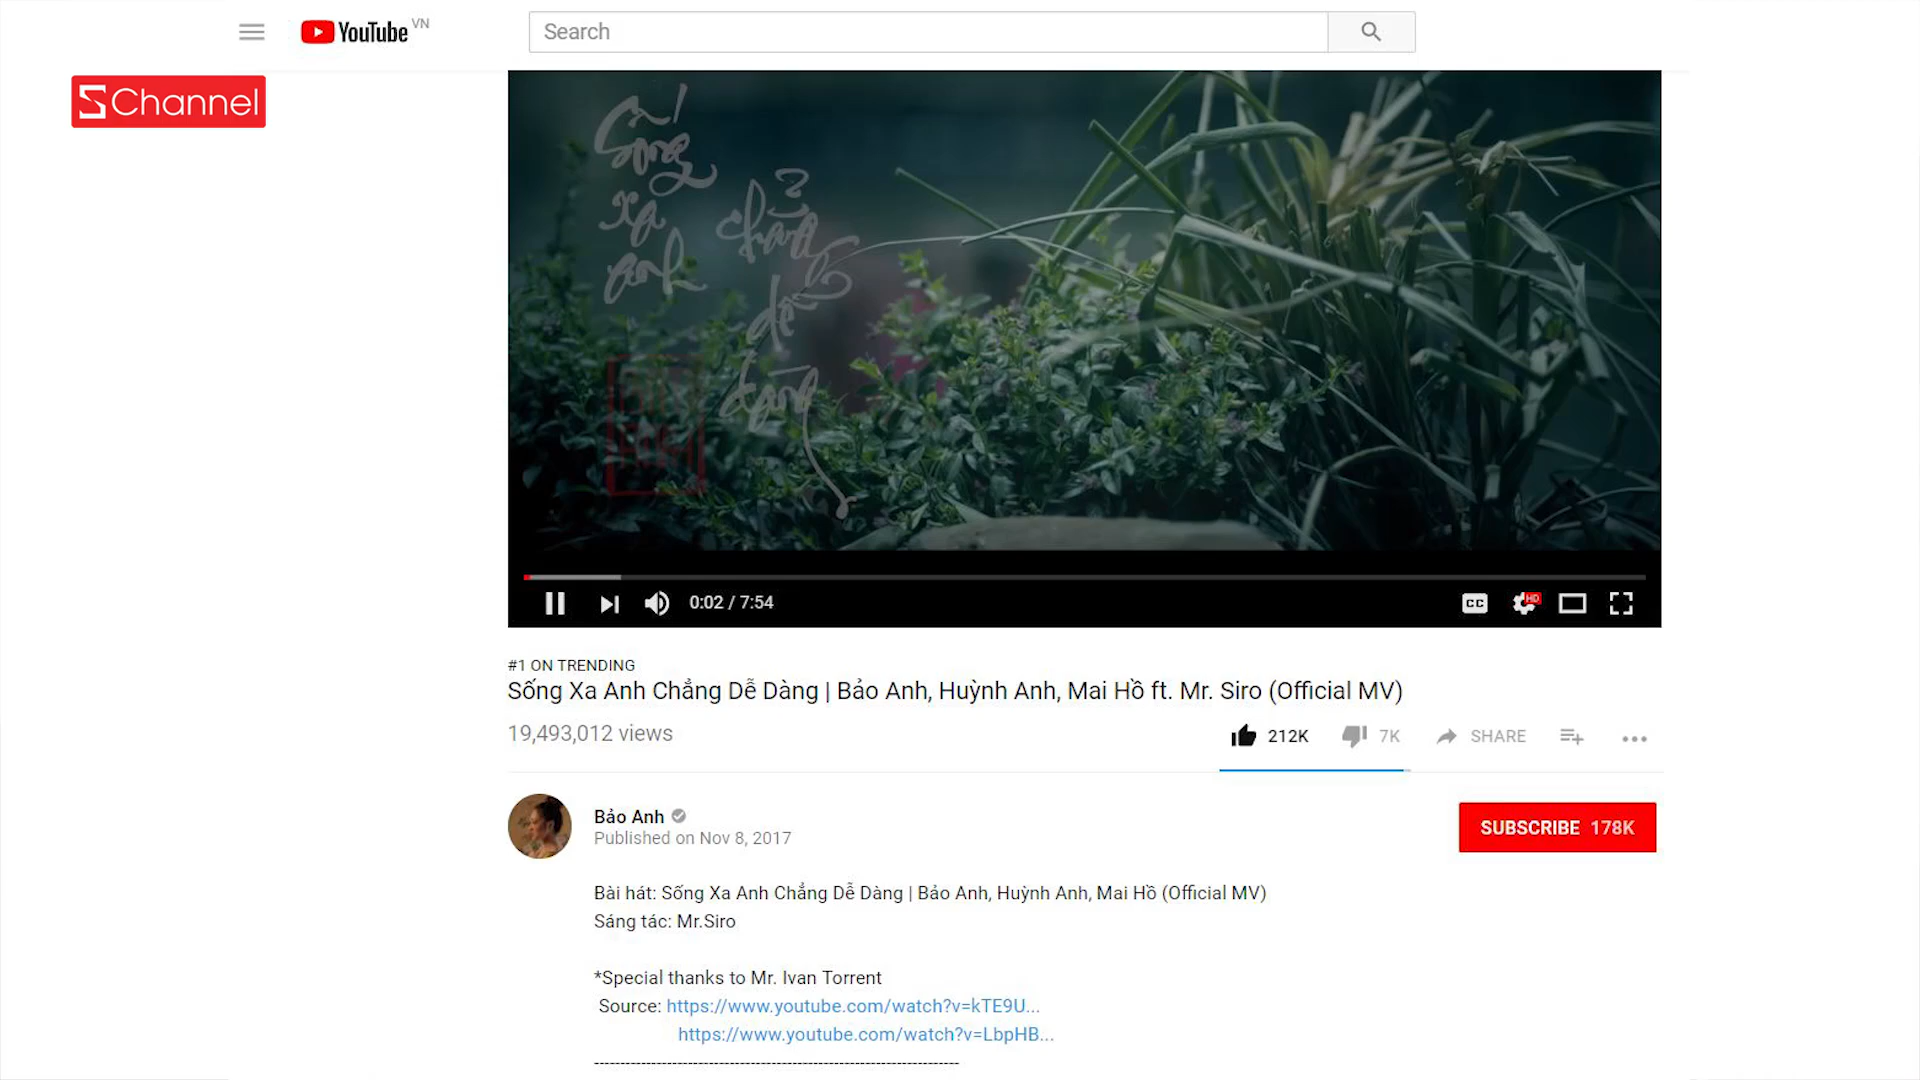 YouTube VN
Search
S Channel
Sống
xa
anh
chẳng
dễ
dàng
0:02 / 7:54
CC
HD
#1 ON TRENDING
Sống Xa Anh Chẳng Dễ Dàng | Bảo Anh, Huỳnh Anh, Mai Hồ ft. Mr. Siro (Official MV)
19,493,012 views
212K 7K SHARE
Bảo Anh
Published on Nov 8, 2017
SUBSCRIBE 178K
Bài hát: Sống Xa Anh Chẳng Dễ Dàng | Bảo Anh, Huỳnh Anh, Mai Hồ (Official MV)
Sáng tác: Mr.Siro
*Special thanks to Mr. Ivan Torrent
Source: https://www.youtube.com/watch?v=kTE9U...
https://www.youtube.com/watch?v=LbpHB...
----------------------------------------------------------------------